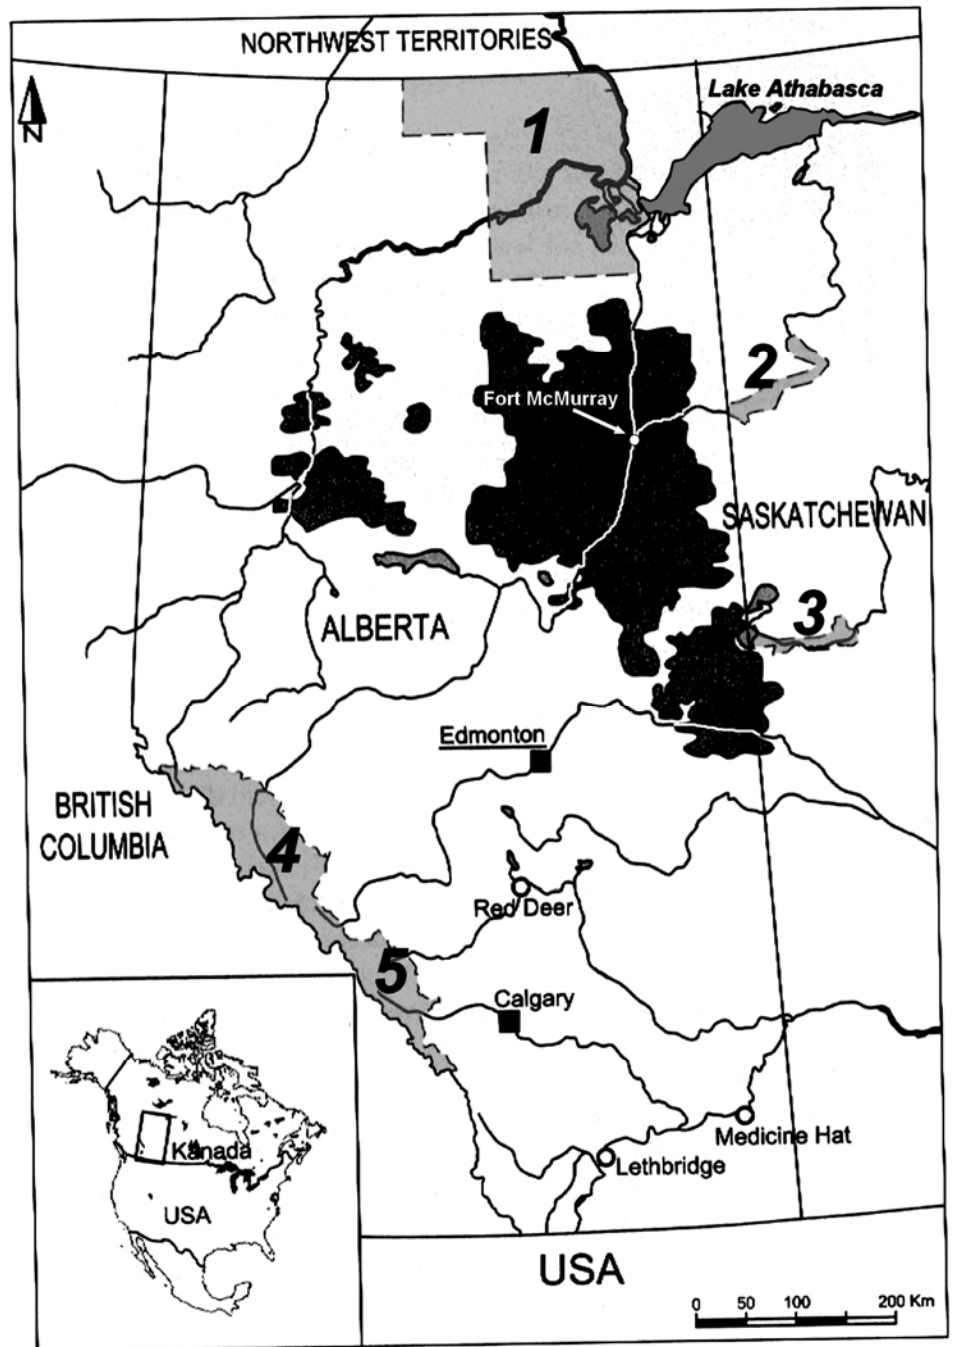 NORTHWEST TERRITORIES
Lake Athabasca
N
1
2
Fort McMurray
SASKATCHEWAN
3
ALBERTA
Edmonton
BRITISH
COLUMBIA
4
Red Deer
5
Calgary
Medicine Hat
Lethbridge
Kanada
USA
USA
0 50 100 200 Km